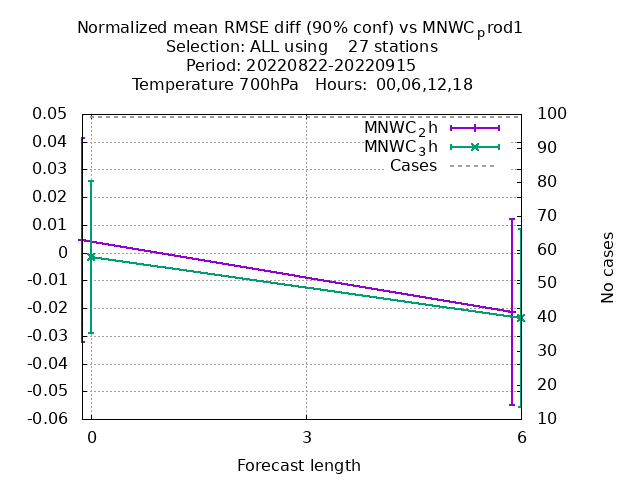 Normalized mean RMSE diff (90% conf) vs MNWCprod1
Selection: ALL using    27 stations
Period: 20220822-20220915
Temperature 700hPa   Hours:  00,06,12,18
MNWC2h
MNWC3h
Cases
0.05
0.04
0.03
0.02
0.01
0
-0.01
-0.02
-0.03
-0.04
-0.05
-0.06
100
90
80
70
60
50
40
30
20
10
No cases
0
3
6
Forecast length